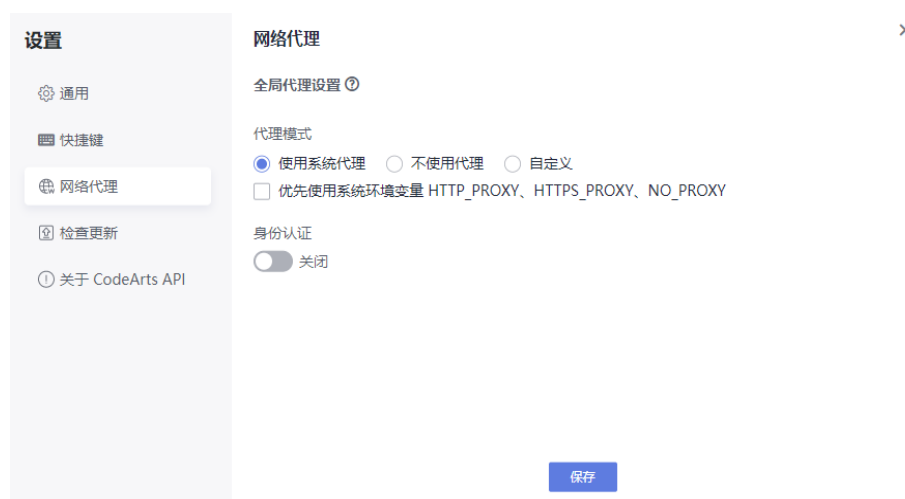 设置
通用
快捷键
网络代理
检查更新
关于 CodeArts API
网络代理
全局代理设置
代理模式
使用系统代理 不使用代理 自定义
优先使用系统环境变量 HTTP_PROXY、HTTPS_PROXY、NO_PROXY
身份认证
关闭
保存